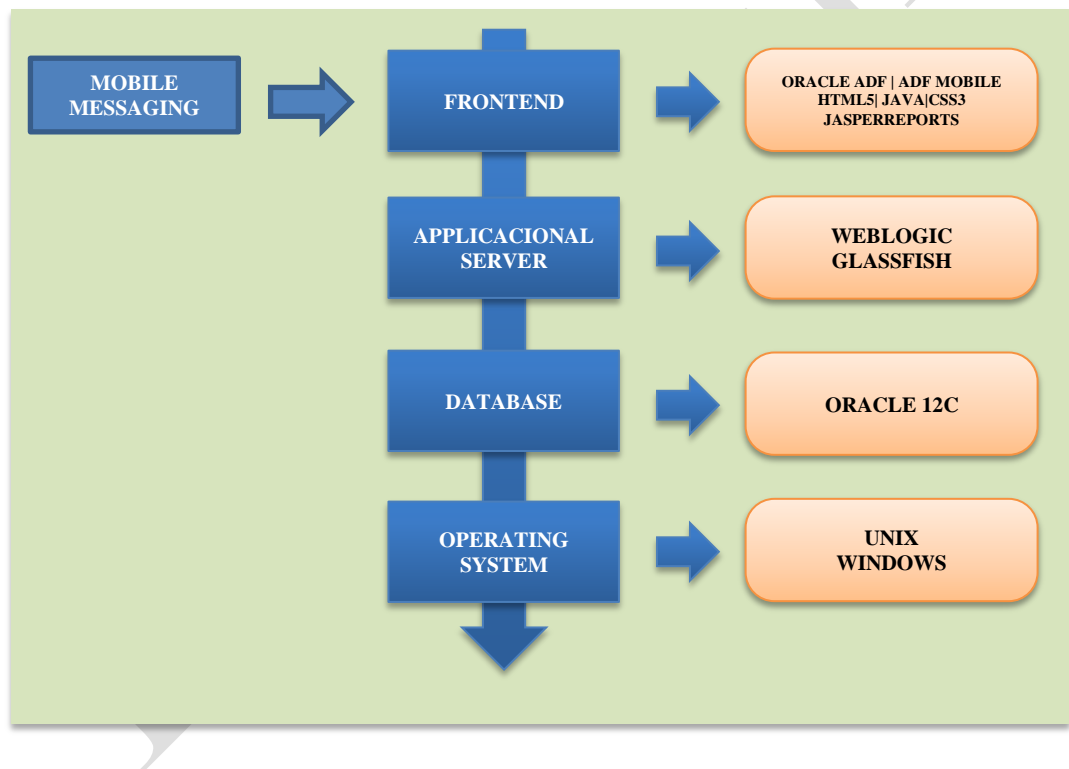 MOBILE
MESSAGING
FRONTEND
ORACLE ADF | ADF MOBILE
HTML5| JAVA|CSS3
JASPERREPORTS
APPLICACIONAL
SERVER
WEBLOGIC
GLASSFISH
DATABASE
ORACLE 12C
OPERATING
SYSTEM
UNIX
WINDOWS